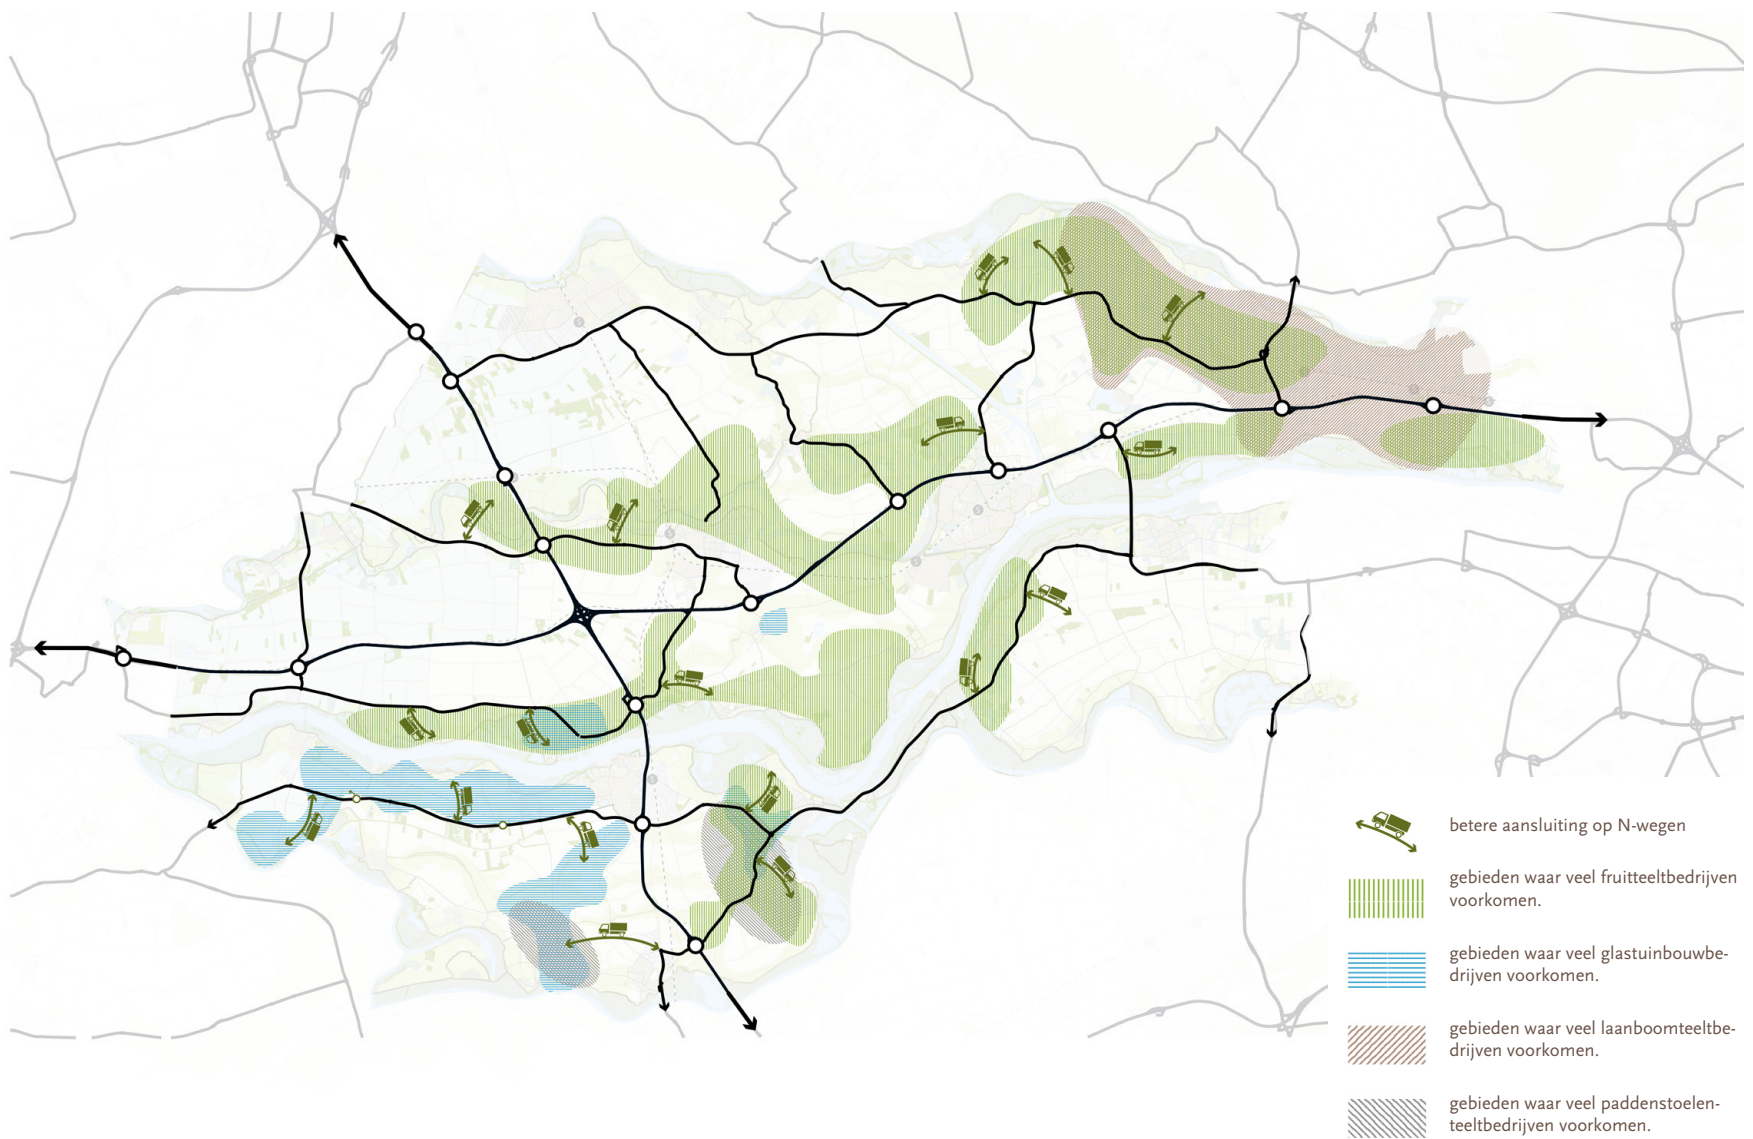 betere aansluiting op N-wegen
gebieden waar veel fruitteeltbedrijven
voorkomen.
gebieden waar veel glastuinbouwbe-
drijven voorkomen.
gebieden waar veel laanboomteeltbe-
drijven voorkomen.
gebieden waar veel paddenstoelen-
teeltbedrijven voorkomen.